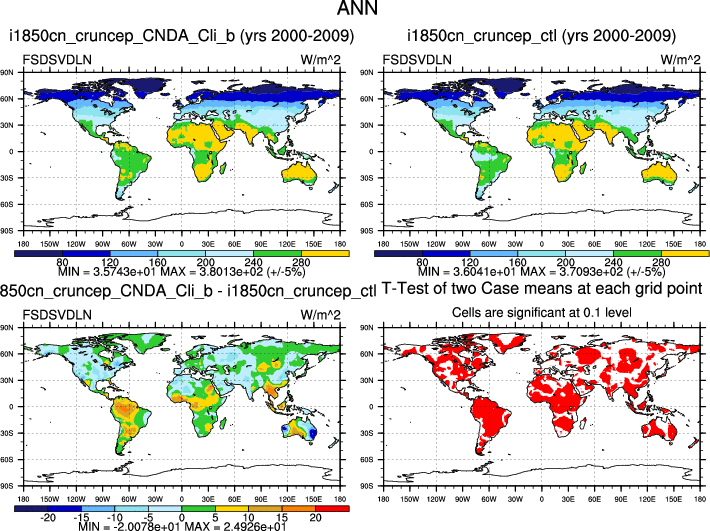 ANN
i1850cn_cruncep_CNDA_Cli_b (yrs 2000-2009)
FSDSVDLN W/m^2
90N
60N
30N
0
30S
60S
90S
180 150W 120W 90W 60W 30W 0 30E 60E 90E 120E 150E 180
80 120 160 200 240 280
MIN = 3.5743e+01 MAX = 3.8013e+02 (+/-5%)
i1850cn_cruncep_ctl (yrs 2000-2009)
FSDSVDLN W/m^2
90N
60N
30N
0
30S
60S
90S
180 150W 120W 90W 60W 30W 0 30E 60E 90E 120E 150E 180
80 120 160 200 240 280
MIN = 3.6041e+01 MAX = 3.7093e+02 (+/-5%)
850cn_cruncep_CNDA_Cli_b - i1850cn_cruncep_ctl
FSDSVDLN W/m^2
90N
60N
30N
0
30S
60S
90S
180 150W 120W 90W 60W 30W 0 30E 60E 90E 120E 150E 180
-20 -15 -10 -5 0 5 10 15 20
MIN = -2.0078e+01 MAX = 2.4926e+01
T-Test of two Case means at each grid point
Cells are significant at 0.1 level
90N
60N
30N
0
30S
60S
90S
180 150W 120W 90W 60W 30W 0 30E 60E 90E 120E 150E 180